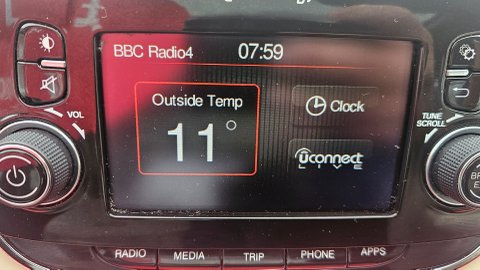 BBC Radio4 07:59
Outside Temp
11°
Clock
uconnect
LIVE
VOL
TUNE
SCROLL
RADIO MEDIA TRIP PHONE APPS